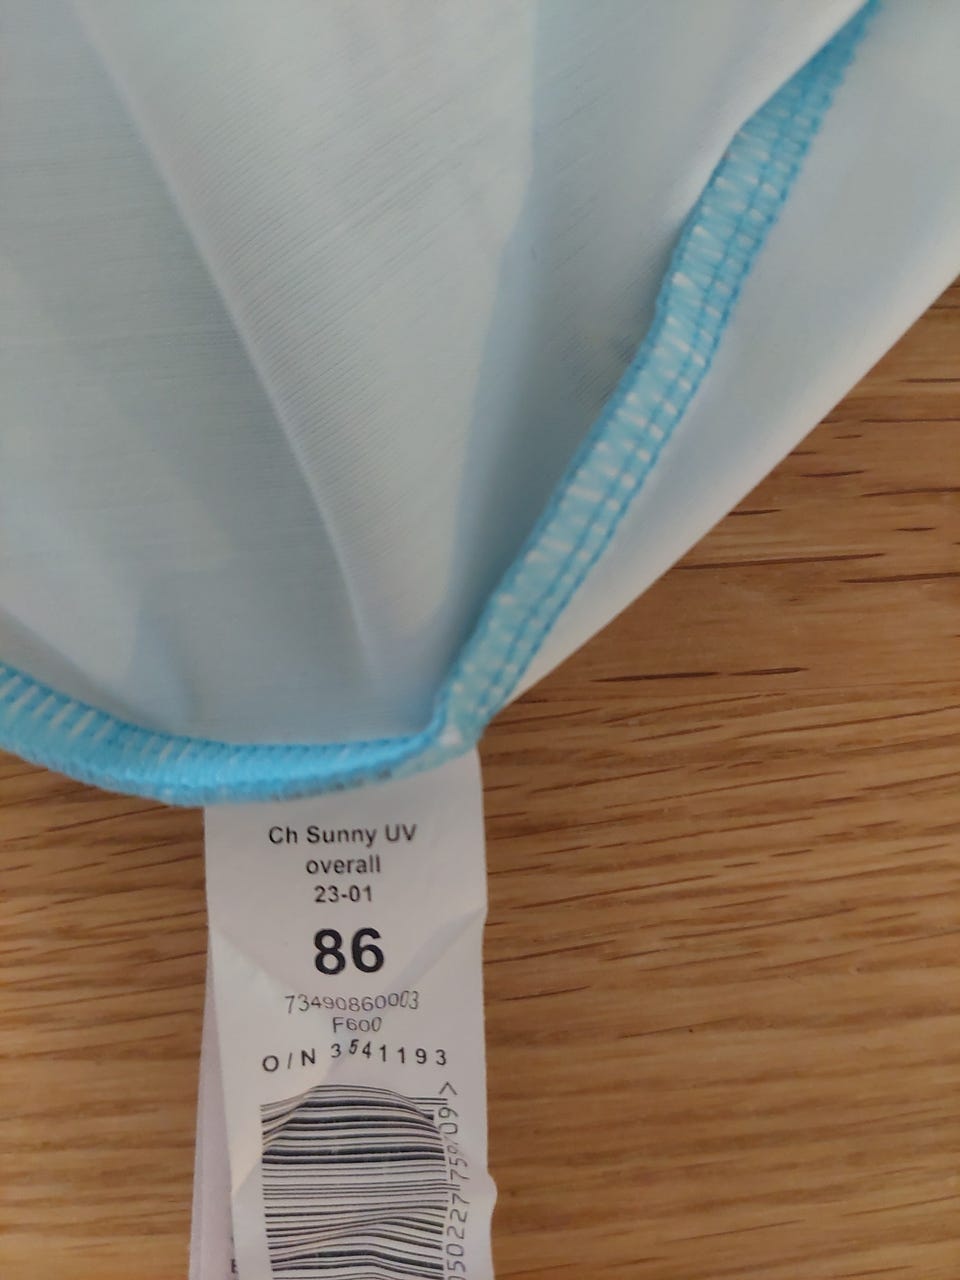 Ch Sunny UV
overall
23-01
86
73490860003
F600
O/N 3541193